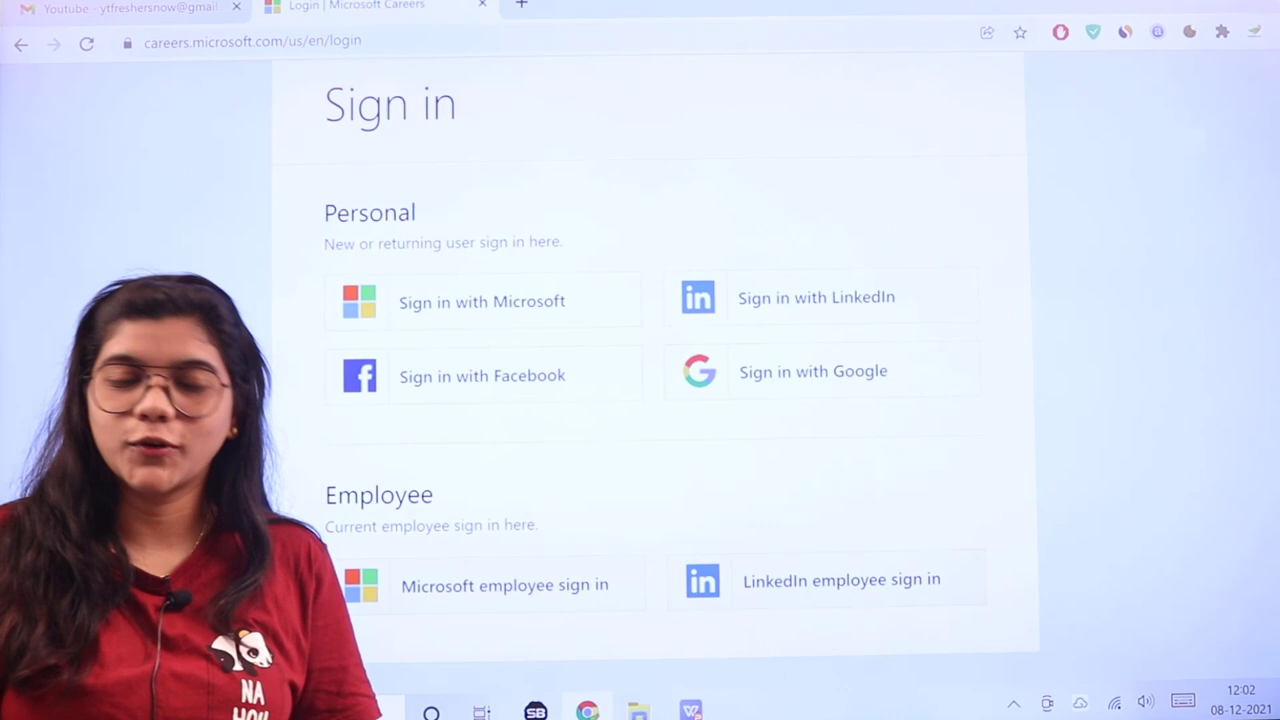 Youtube - ytfreshersnow@gmail
Login | Microsoft Careers
careers.microsoft.com/us/en/login
Sign in
Personal
New or returning user sign in here.
Sign in with Microsoft
in Sign in with LinkedIn
f Sign in with Facebook
G Sign in with Google
Employee
Current employee sign in here.
Microsoft employee sign in
in LinkedIn employee sign in
NA
SB
12:02
08-12-2021